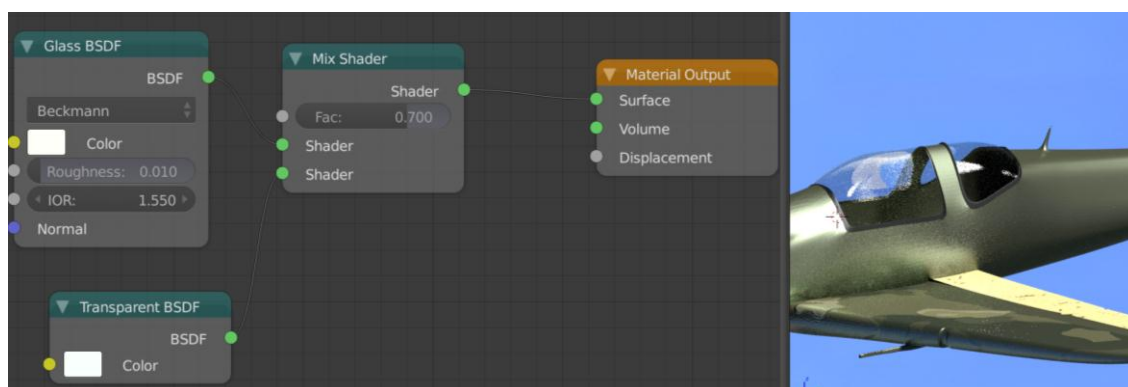 Glass BSDF
BSDF
Beckmann
Color
Roughness: 0.010
IOR: 1.550
Normal
Transparent BSDF
BSDF
Color
Mix Shader
Shader
Fac: 0.700
Shader
Shader
Material Output
Surface
Volume
Displacement